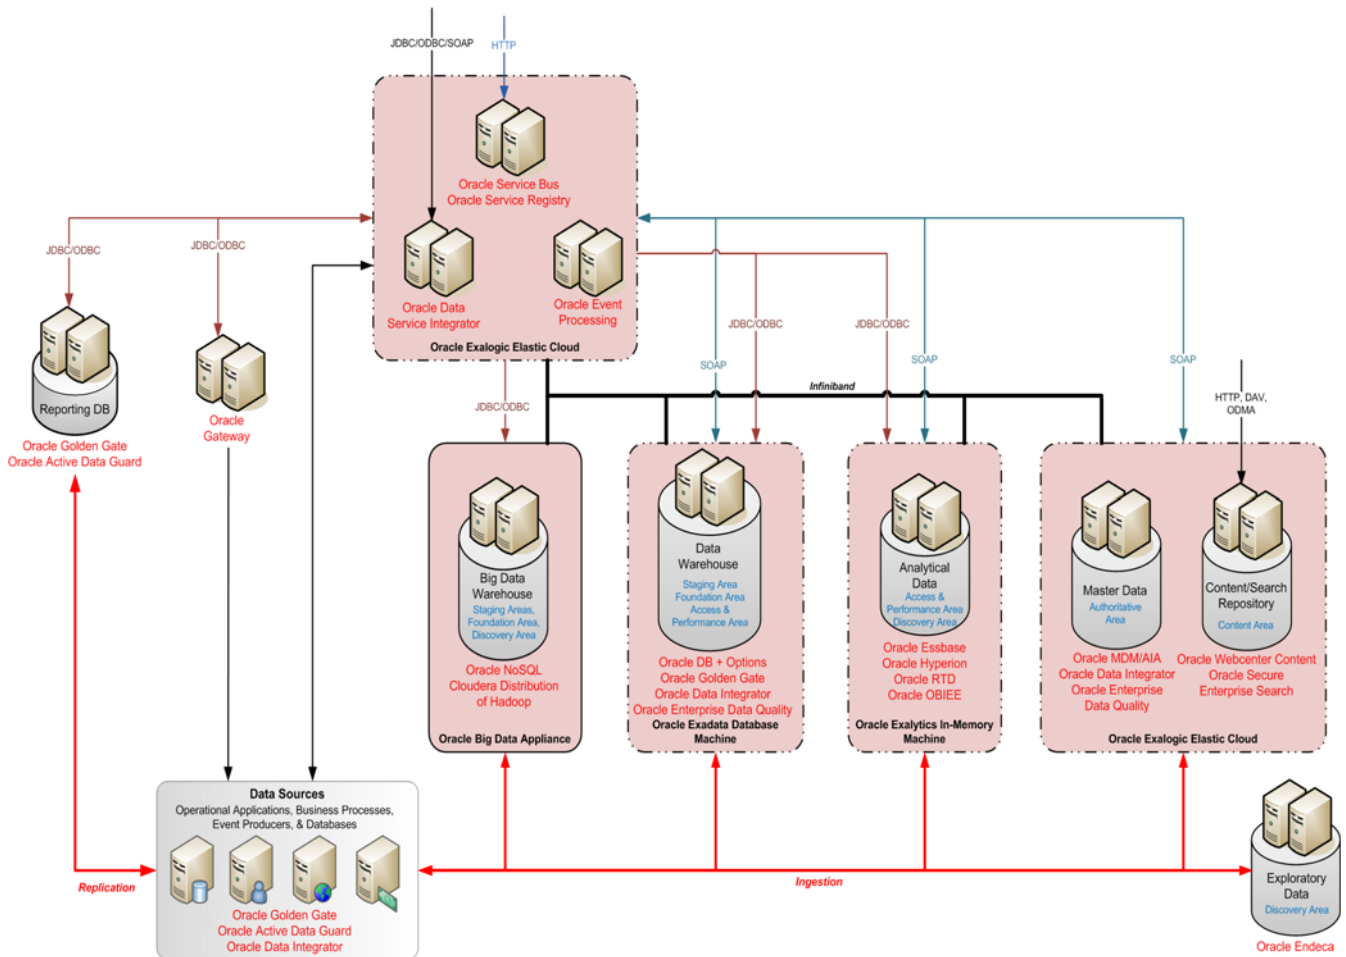 JDBC/ODBC/SOAP
HTTP
Oracle Service Bus
Oracle Service Registry
JDBC/ODBC
JDBC/ODBC
Oracle Data
Service Integrator
Oracle Event
Processing
Oracle Exalogic Elastic Cloud
JDBC/ODBC
JDBC/ODBC
SOAP
SOAP
SOAP
Infiniband
JDBC/ODBC
HTTP, DAV,
ODMA
Reporting DB
Oracle Golden Gate
Oracle Active Data Guard
Oracle
Gateway
Big Data
Warehouse
Staging Areas,
Foundation Area,
Discovery Area
Oracle NoSQL
Cloudera Distribution
of Hadoop
Oracle Big Data Appliance
Data
Warehouse
Staging Area
Foundation Area
Access &
Performance Area
Oracle DB + Options
Oracle Golden Gate
Oracle Data Integrator
Oracle Enterprise Data Quality
Oracle Exadata Database
Machine
Analytical
Data
Access &
Performance Area
Discovery Area
Oracle Essbase
Oracle Hyperion
Oracle RTD
Oracle OBIEE
Oracle Exalytics In-Memory
Machine
Master Data
Authoritative
Area
Oracle MDM/AIA
Oracle Data Integrator
Oracle Enterprise
Data Quality
Content/Search
Repository
Content Area
Oracle Webcenter Content
Oracle Secure
Enterprise Search
Oracle Exalogic Elastic Cloud
Data Sources
Operational Applications, Business Processes,
Event Producers, & Databases
Oracle Golden Gate
Oracle Active Data Guard
Oracle Data Integrator
Replication
Ingestion
Exploratory
Data
Discovery Area
Oracle Endeca